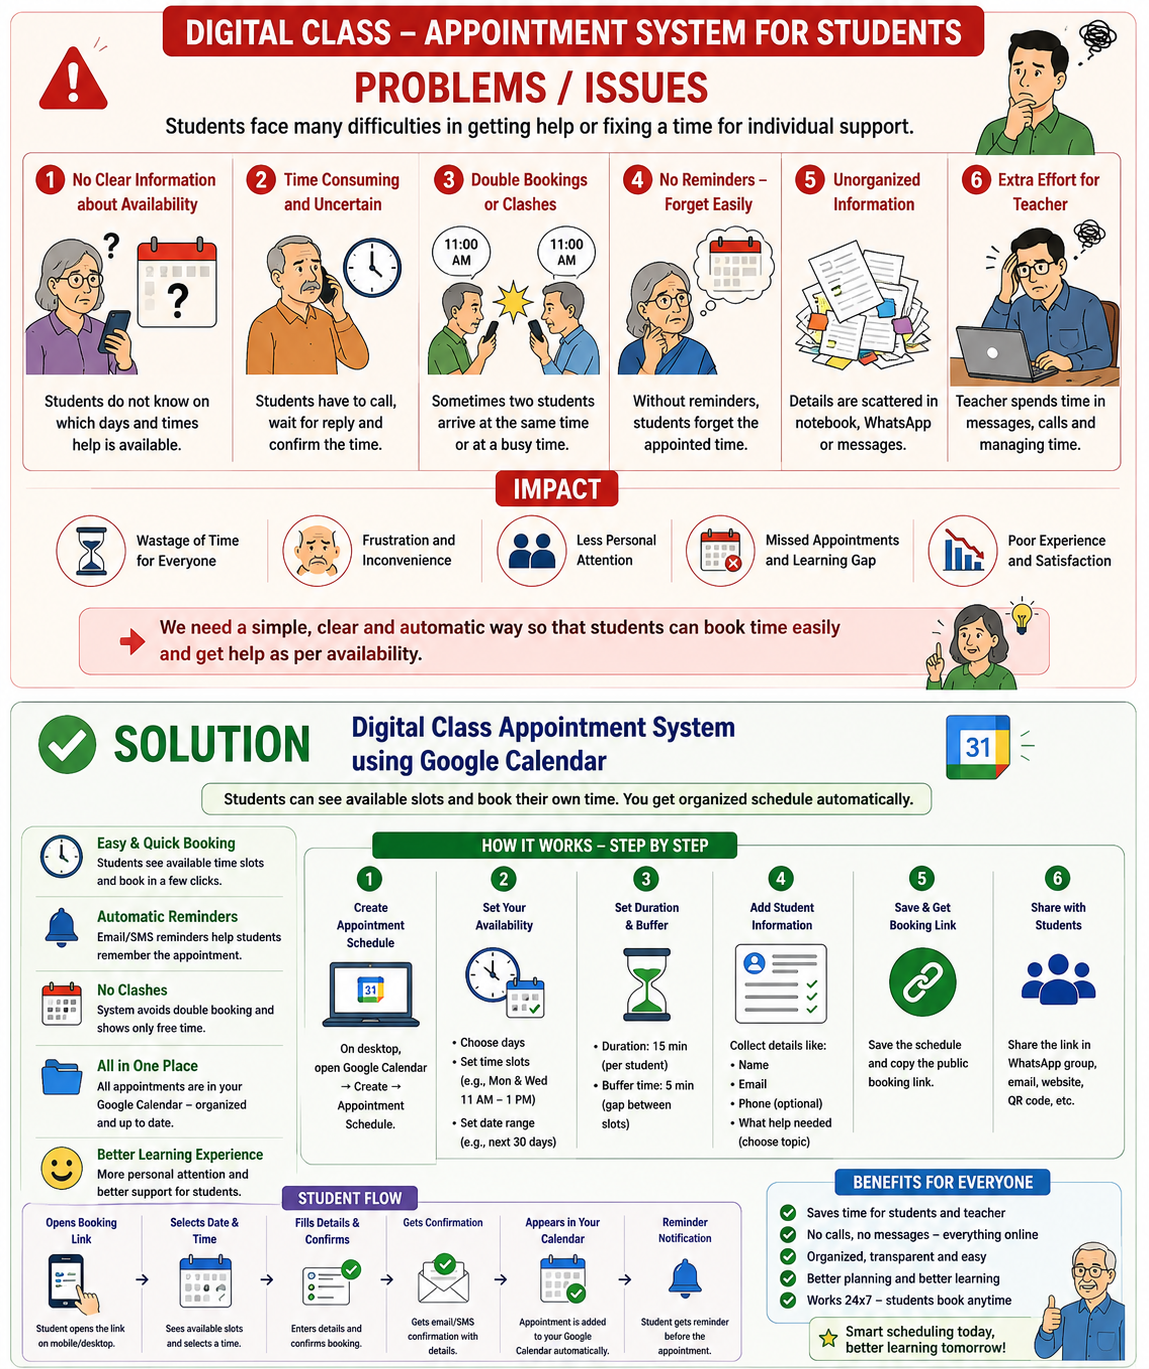 DIGITAL CLASS – APPOINTMENT SYSTEM FOR STUDENTS
PROBLEMS / ISSUES
Students face many difficulties in getting help or fixing a time for individual support.
1 No Clear Information
about Availability
?
?
Students do not know on
which days and times
help is available.
2 Time Consuming
and Uncertain
Students have to call,
wait for reply and
confirm the time.
3 Double Bookings
or Clashes
11:00
AM
11:00
AM
Sometimes two students
arrive at the same time
or at a busy time.
4 No Reminders –
Forget Easily
Without reminders,
students forget the
appointed time.
5 Unorganized
Information
Details are scattered in
notebook, WhatsApp
or messages.
6 Extra Effort for
Teacher
Teacher spends time in
messages, calls and
managing time.
IMPACT
Wastage of Time
for Everyone
Frustration and
Inconvenience
Less Personal
Attention
Missed Appointments
and Learning Gap
Poor Experience
and Satisfaction
We need a simple, clear and automatic way so that students can book time easily
and get help as per availability.
SOLUTION
Digital Class Appointment System
using Google Calendar
31
Students can see available slots and book their own time. You get organized schedule automatically.
Easy & Quick Booking
Students see available time slots
and book in a few clicks.
Automatic Reminders
Email/SMS reminders help students
remember the appointment.
No Clashes
System avoids double booking and
shows only free time.
All in One Place
All appointments are in your
Google Calendar – organized
and up to date.
Better Learning Experience
More personal attention and
better support for students.
HOW IT WORKS – STEP BY STEP
1
Create
Appointment
Schedule
31
On desktop,
open Google Calendar
→ Create →
Appointment
Schedule.
2
Set Your
Availability
• Choose days
• Set time slots
(e.g., Mon & Wed
11 AM – 1 PM)
• Set date range
(e.g., next 30 days)
3
Set Duration
& Buffer
• Duration: 15 min
(per student)
• Buffer time: 5 min
(gap between
slots)
4
Add Student
Information
Collect details like:
• Name
• Email
• Phone (optional)
• What help needed
(choose topic)
5
Save & Get
Booking Link
Save the schedule
and copy the public
booking link.
6
Share with
Students
Share the link in
WhatsApp group,
email, website,
QR code, etc.
STUDENT FLOW
Opens Booking
Link
Student opens the link
on mobile/desktop.
Selects Date &
Time
Sees available slots
and selects a time.
Fills Details &
Confirms
Enters details and
confirms booking.
Gets Confirmation
Gets email/SMS
confirmation with
details.
Appears in Your
Calendar
Appointment is added
to your Google
Calendar automatically.
Reminder
Notification
Student gets reminder
before the
appointment.
BENEFITS FOR EVERYONE
Saves time for students and teacher
No calls, no messages – everything online
Organized, transparent and easy
Better planning and better learning
Works 24x7 – students book anytime
Smart scheduling today,
better learning tomorrow!